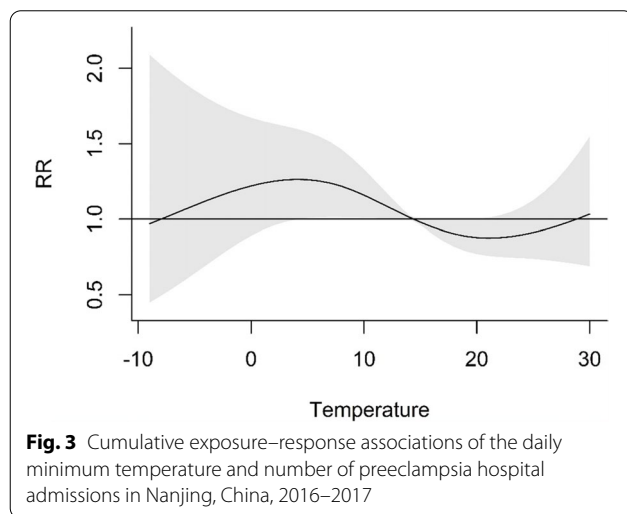 2.0
1.5
RR
1.0
0.5
-10 0 10 20 30
Temperature
Fig. 3 Cumulative exposure–response associations of the daily
minimum temperature and number of preeclampsia hospital
admissions in Nanjing, China, 2016–2017